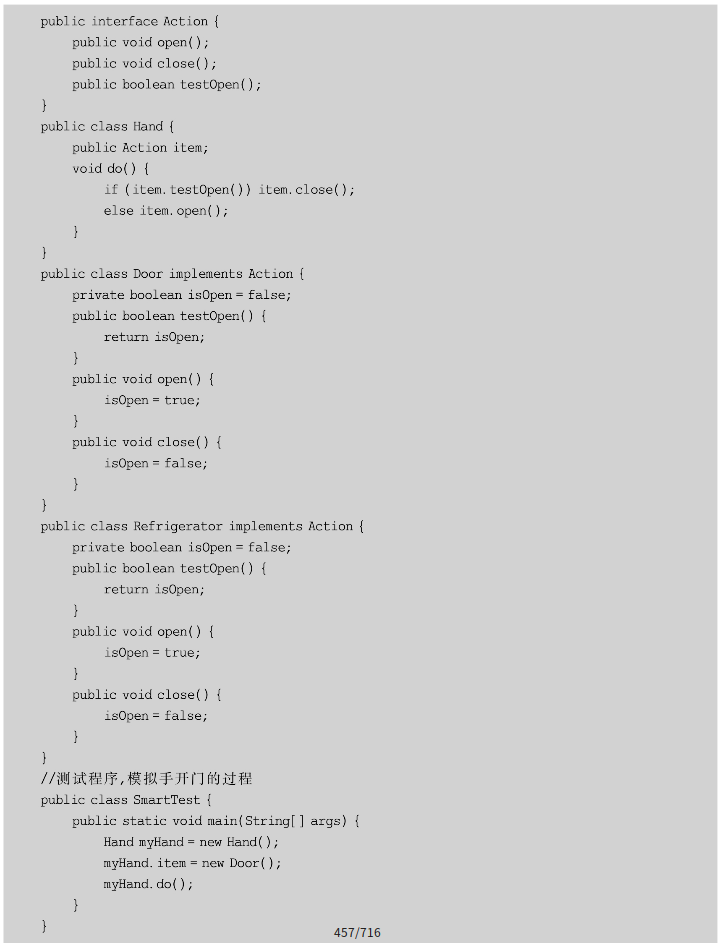 public interface Action {
public void open();
public void close();
public boolean testOpen();
}
public class Hand {
public Action item;
void do() {
if (item.testOpen()) item.close();
else item.open();
}
}
public class Door implements Action {
private boolean isOpen = false;
public boolean testOpen() {
return isOpen;
}
public void open() {
isOpen = true;
}
public void close() {
isOpen = false;
}
}
public class Refrigerator implements Action {
private boolean isOpen = false;
public boolean testOpen() {
return isOpen;
}
public void open() {
isOpen = true;
}
public void close() {
isOpen = false;
}
}
//测试程序,模拟手开门的过程
public class SmartTest {
public static void main(String[] args) {
Hand myHand = new Hand();
myHand.item = new Door();
myHand.do();
}
}
457/716